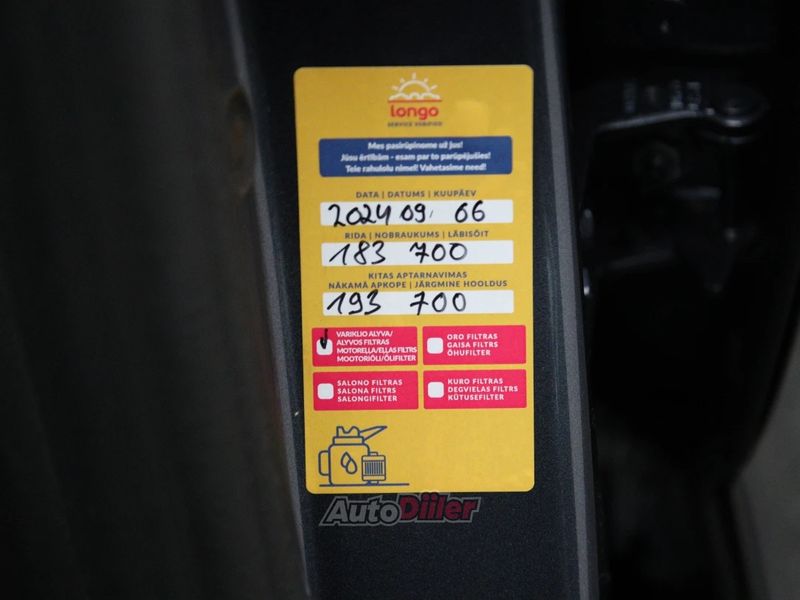 longo
SERVICE VERIFIED
Mes pasirūpinome už jus!
Jūsu ērtībām - esam par to parūpējušies!
Teie rahulolu nimel! Vahetasime need!
DATA | DATUMS | KUUPÄEV
2024 09. 06
RIDA | NOBRAUKUMS | LÄBISÕIT
183 700
KITAS APTARNAVIMAS
NĀKAMĀ APKOPE | JÄRGMINE HOOLDUS
193 700
VARIKLIO ALYVA/
ALYVOS FILTRAS
MOTOREĻĻA/EĻĻAS FILTRS
MOOTORIÕLI/ÕLIFILTER
ORO FILTRAS
GAISA FILTRS
ÕHUFILTER
SALONO FILTRAS
SALONA FILTRS
SALONGIFILTER
KURO FILTRAS
DEGVIELAS FILTRS
KÜTUSEFILTER
AutoDiiler